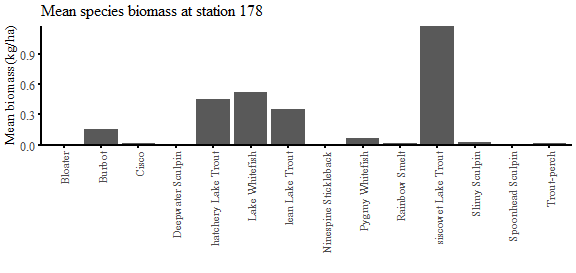 Mean species biomass at station 178
Mean biomass (kg/ha)
0.9
0.6
0.3
0.0
Bloater
Burbot
Cisco
Deepwater Sculpin
hatchery Lake Trout
Lake Whitefish
lean Lake Trout
Ninespine Stickleback
Pygmy Whitefish
Rainbow Smelt
siscowet Lake Trout
Slimy Sculpin
Spoonhead Sculpin
Trout-perch